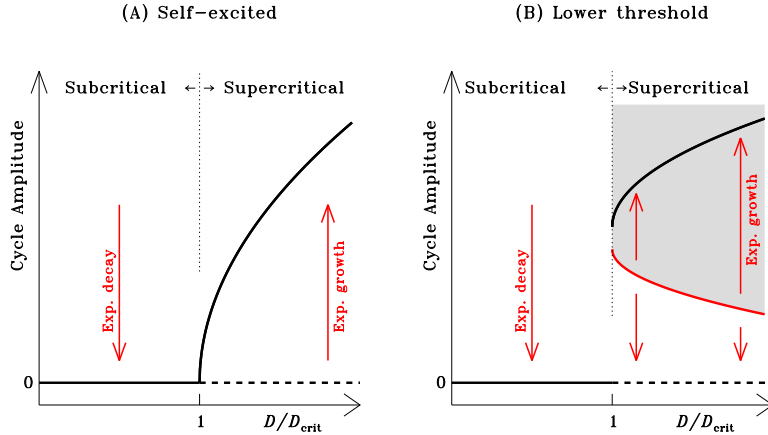 (A) Self-excited
(B) Lower threshold
Subcritical ←→ Supercritical
Subcritical ←→ Supercritical
Cycle Amplitude
Exp. decay
Exp. growth
0
1
D/Dcrit
Cycle Amplitude
Exp. decay
Exp. growth
0
1
D/Dcrit